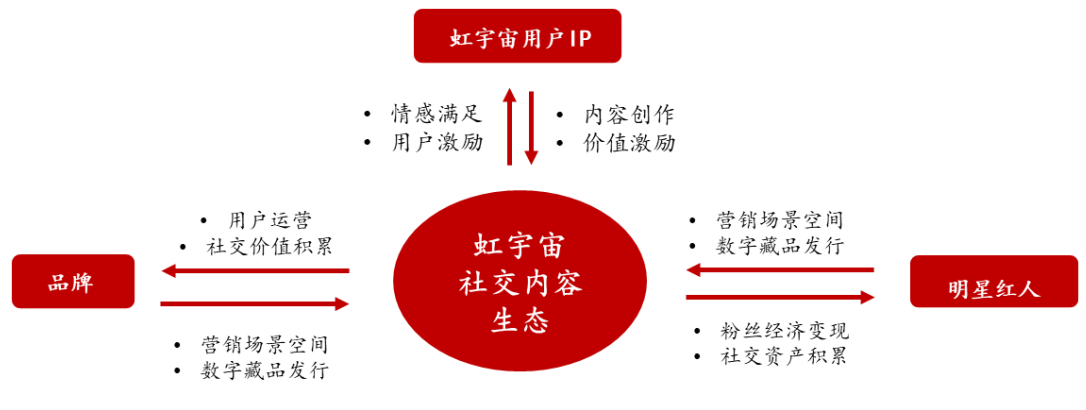 虹宇宙用户IP
• 情感满足
• 用户激励
• 内容创作
• 价值激励
• 用户运营
• 社交价值积累
• 营销场景空间
• 数字藏品发行
品牌
虹宇宙
社交内容
生态
明星红人
• 营销场景空间
• 数字藏品发行
• 粉丝经济变现
• 社交资产积累